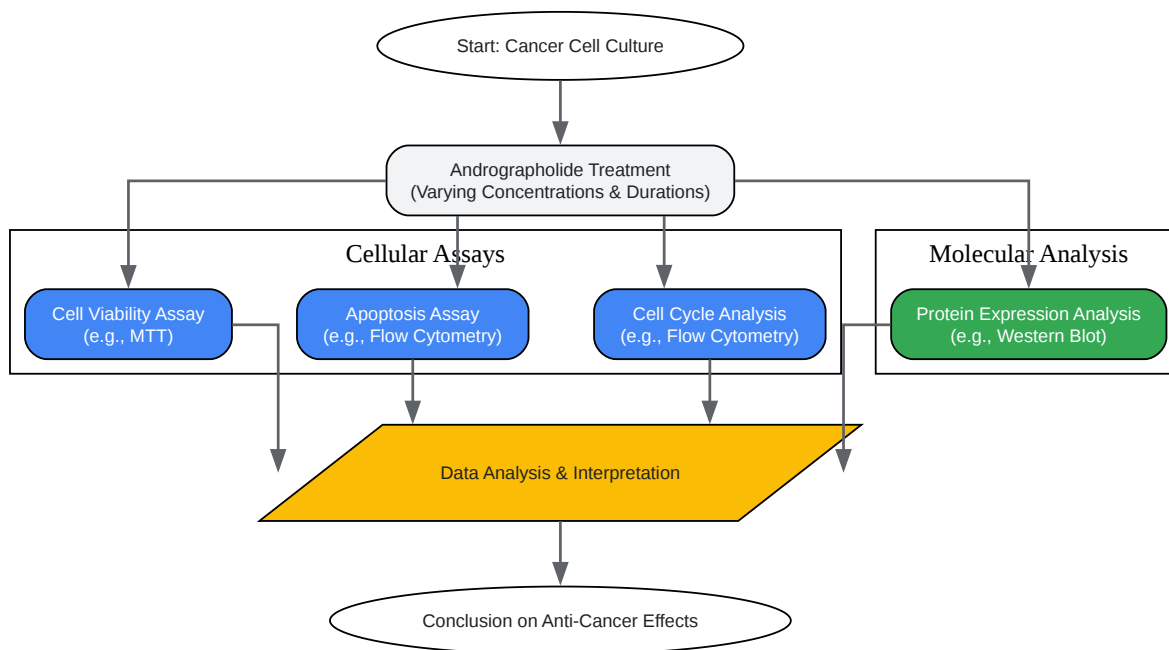 Start: Cancer Cell Culture
Andrographolide Treatment
(Varying Concentrations & Durations)
Cellular Assays
Molecular Analysis
Cell Viability Assay
(e.g., MTT)
Apoptosis Assay
(e.g., Flow Cytometry)
Cell Cycle Analysis
(e.g., Flow Cytometry)
Protein Expression Analysis
(e.g., Western Blot)
Data Analysis & Interpretation
Conclusion on Anti-Cancer Effects